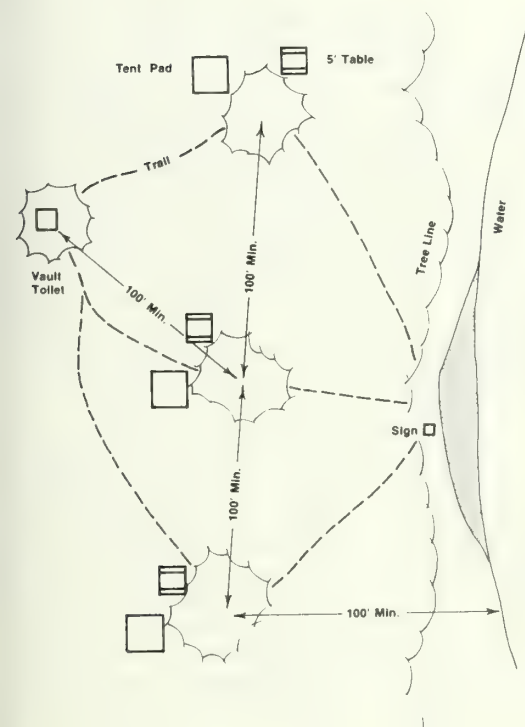 Tent Pad
5' Table
Trail
Tree Line
Water
Vault
Toilet
100' Min.
100' Min.
Sign
100' Min.
100' Min.